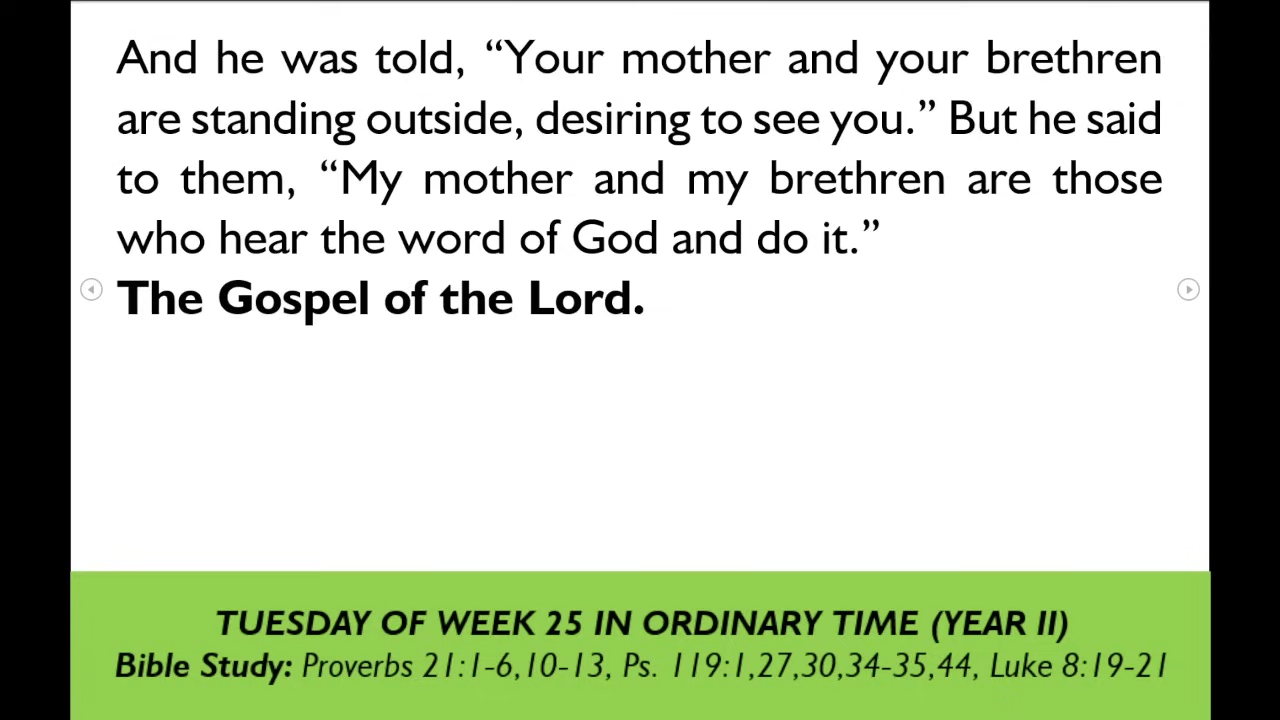 And he was told, “Your mother and your brethren
are standing outside, desiring to see you.” But he said
to them, “My mother and my brethren are those
who hear the word of God and do it.”
The Gospel of the Lord.
TUESDAY OF WEEK 25 IN ORDINARY TIME (YEAR II)
Bible Study: Proverbs 21:1-6,10-13, Ps. 119:1,27,30,34-35,44, Luke 8:19-21